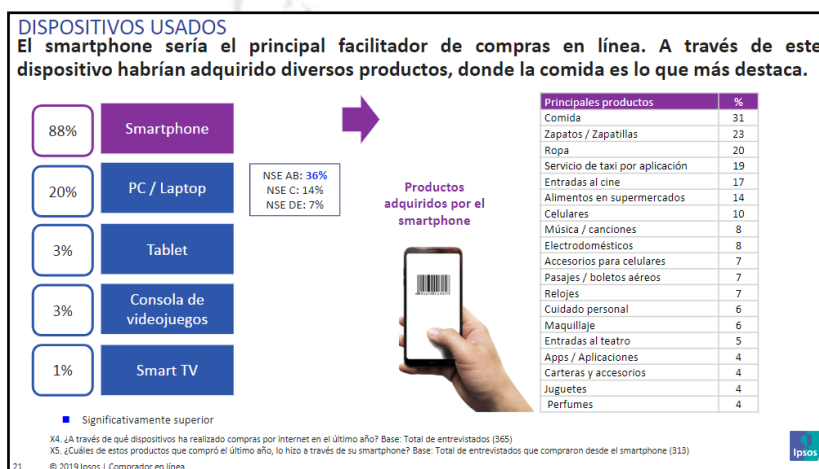 DISPOSITIVOS USADOS
El smartphone sería el principal facilitador de compras en línea. A través de este
dispositivo habrían adquirido diversos productos, donde la comida es lo que más destaca.
88% Smartphone
20% PC / Laptop
NSE AB: 36%
NSE C: 14%
NSE DE: 7%
3% Tablet
3% Consola de
videojuegos
1% Smart TV
Productos
adquiridos por el
smartphone
Principales productos %
Comida 31
Zapatos / Zapatillas 23
Ropa 20
Servicio de taxi por aplicación 19
Entradas al cine 17
Alimentos en supermercados 14
Celulares 10
Música / canciones 8
Electrodomésticos 8
Accesorios para celulares 7
Pasajes / boletos aéreos 7
Relojes 7
Cuidado personal 6
Maquillaje 6
Entradas al teatro 5
Apps / Aplicaciones 4
Carteras y accesorios 4
Juguetes 4
Perfumes 4
Significativamente superior
X4. ¿A través de qué dispositivos ha realizado compras por internet en el último año? Base: Total de entrevistados (365)
X5. ¿Cuáles de estos productos que compró el último año, lo hizo a través de su smartphone? Base: Total de entrevistados que compraron desde el smartphone (313)
21 © 2019 Ipsos | Comprador en línea
Ipsos